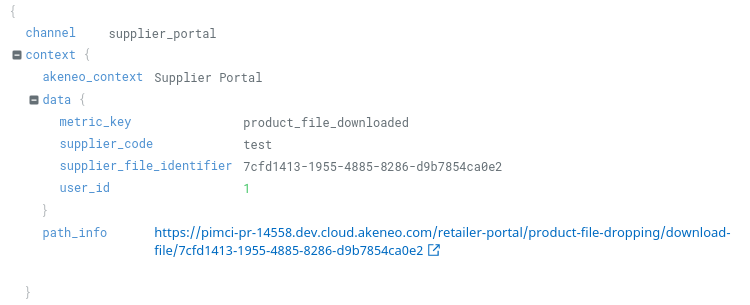 {
channel supplier_portal
context {
akeneo_context Supplier Portal
data {
metric_key product_file_downloaded
supplier_code test
supplier_file_identifier 7cfd1413-1955-4885-8286-d9b7854ca0e2
user_id 1
}
path_info https://pimci-pr-14558.dev.cloud.akeneo.com/retailer-portal/product-file-dropping/download-
file/7cfd1413-1955-4885-8286-d9b7854ca0e2
}